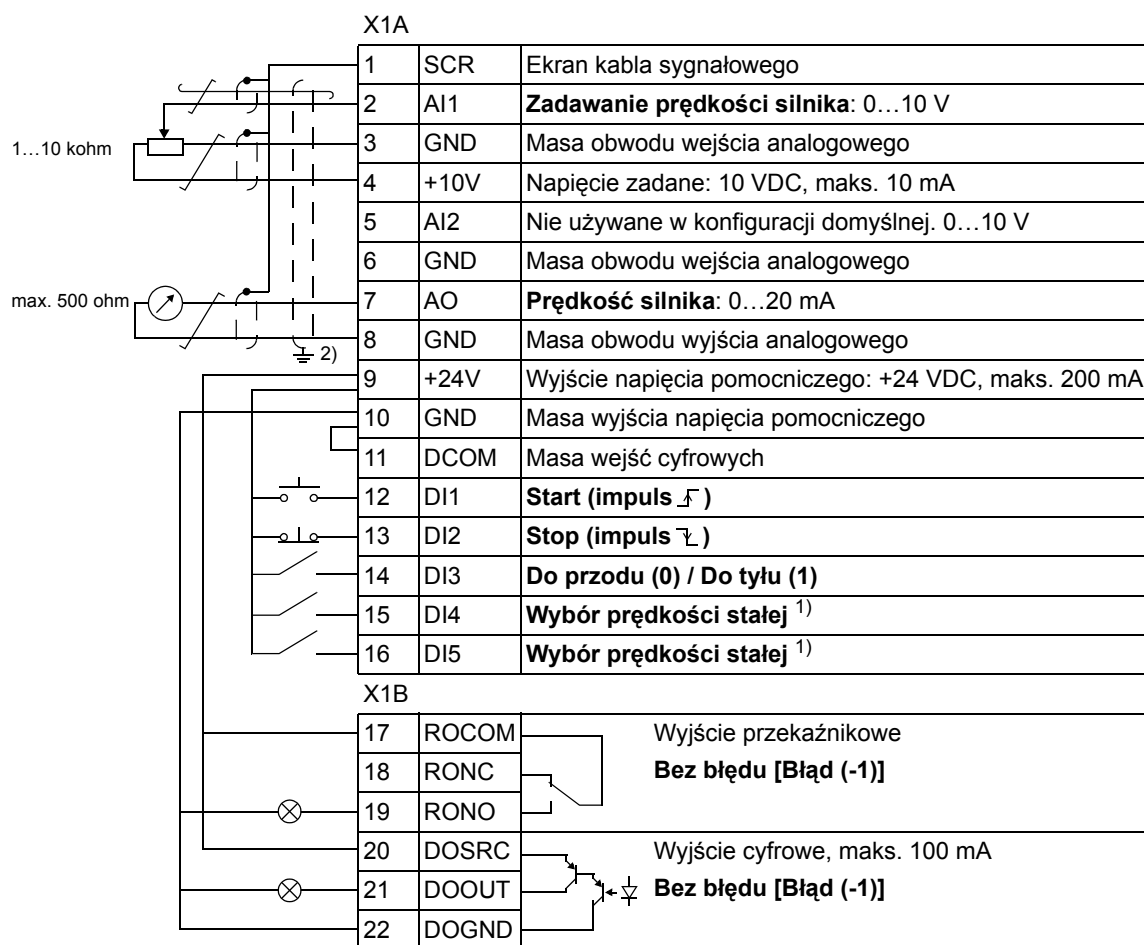 X1A
1 SCR Ekran kabla sygnałowego
2 AI1 Zadawanie prędkości silnika: 0…10 V
1…10 kohm
3 GND Masa obwodu wejścia analogowego
4 +10V Napięcie zadane: 10 VDC, maks. 10 mA
5 AI2 Nie używane w konfiguracji domyślnej. 0…10 V
6 GND Masa obwodu wejścia analogowego
max. 500 ohm
7 AO Prędkość silnika: 0…20 mA
8 GND Masa obwodu wyjścia analogowego
2)
9 +24V Wyjście napięcia pomocniczego: +24 VDC, maks. 200 mA
10 GND Masa wyjścia napięcia pomocniczego
11 DCOM Masa wejść cyfrowych
12 DI1 Start (impuls )
13 DI2 Stop (impuls )
14 DI3 Do przodu (0) / Do tyłu (1)
15 DI4 Wybór prędkości stałej 1)
16 DI5 Wybór prędkości stałej 1)
X1B
17 ROCOM Wyjście przekaźnikowe
18 RONC Bez błędu [Błąd (-1)]
19 RONO
20 DOSRC Wyjście cyfrowe, maks. 100 mA
21 DOOUT Bez błędu [Błąd (-1)]
22 DOGND